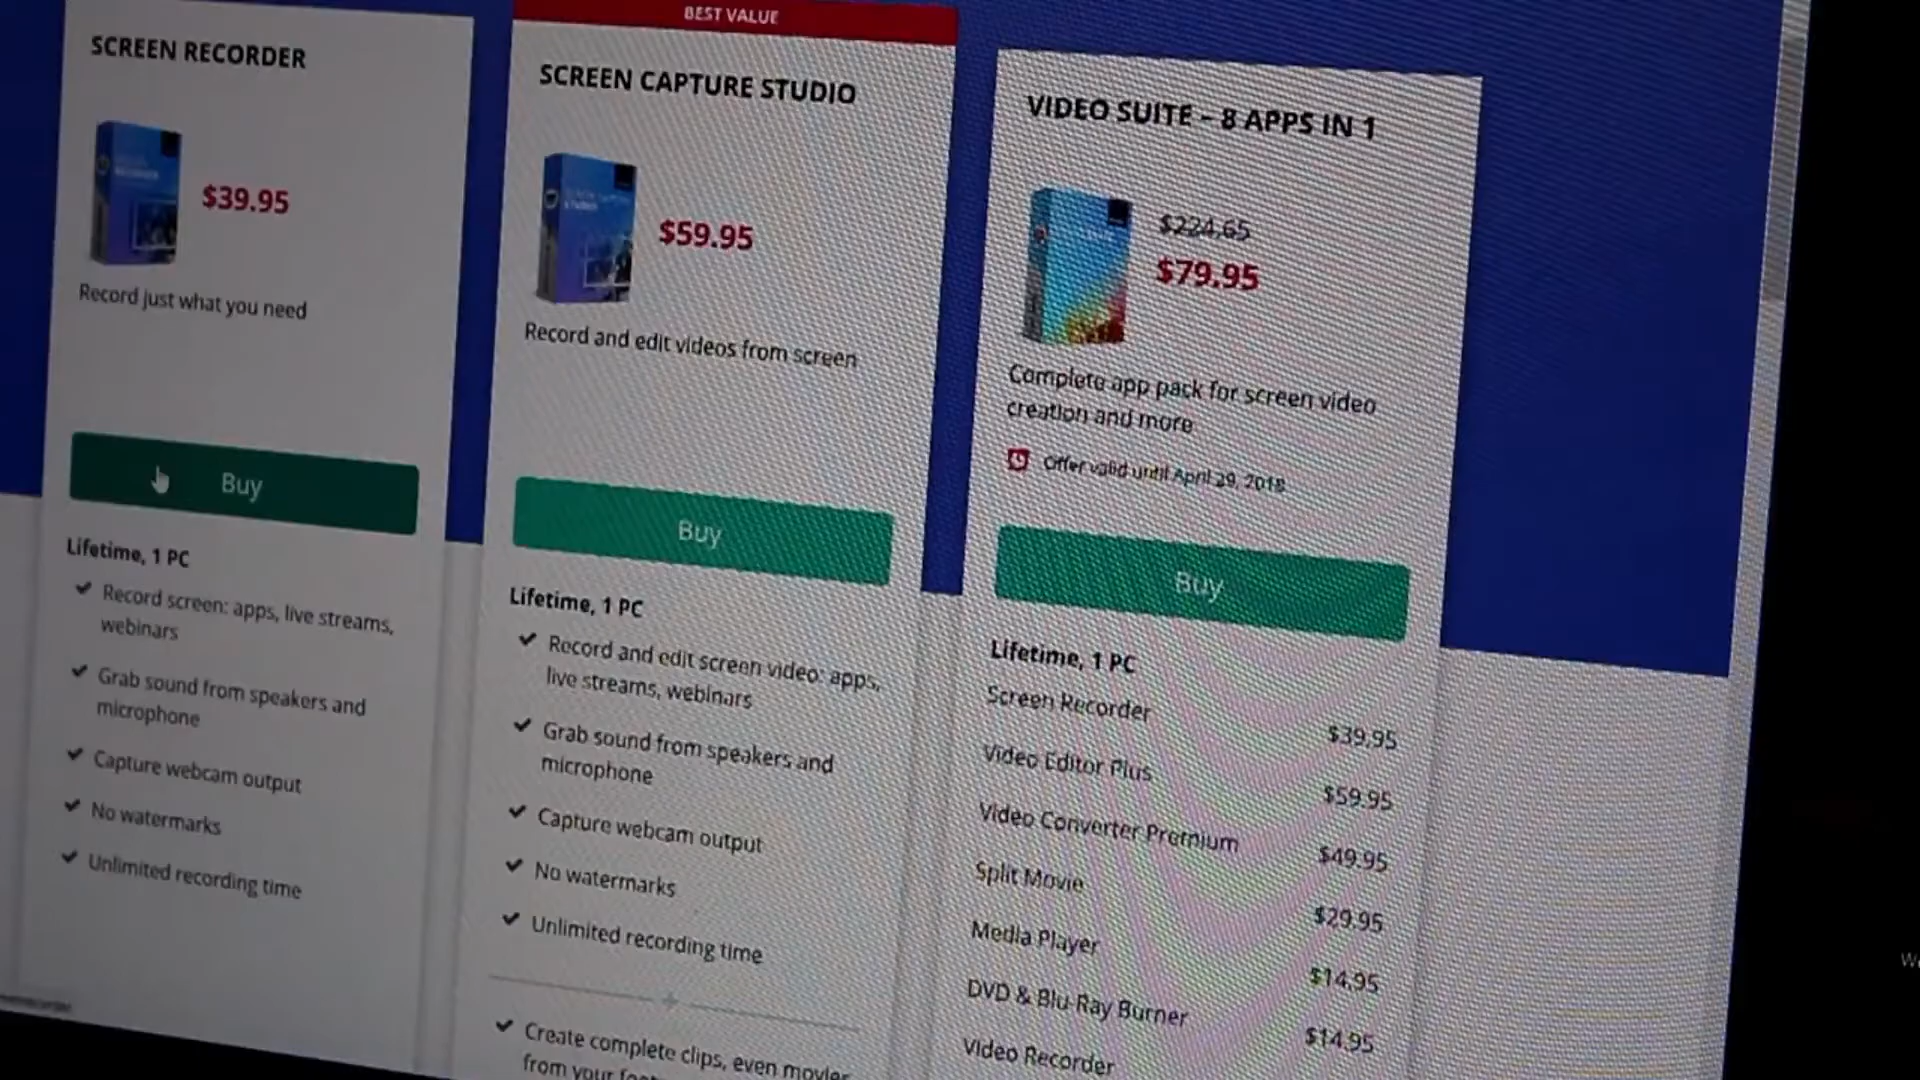 SCREEN RECORDER
$39.95
Record just what you need
Buy
Lifetime, 1 PC
Record screen: apps, live streams,
webinars
Grab sound from speakers and
microphone
Capture webcam output
No watermarks
Unlimited recording time
BEST VALUE
SCREEN CAPTURE STUDIO
$59.95
Record and edit videos from screen
Buy
Lifetime, 1 PC
Record and edit screen video: apps,
live streams, webinars
Grab sound from speakers and
microphone
Capture webcam output
No watermarks
Unlimited recording time
Create complete clips, even movies
from your
VIDEO SUITE – 8 APPS IN 1
$224.65
$79.95
Complete app pack for screen video
creation and more
Offer valid until April 29, 2018
Buy
Lifetime, 1 PC
Screen Recorder $39.95
Video Editor Plus $59.95
Video Converter Premium $49.95
Split Movie $29.95
Media Player $14.95
DVD & Blu-Ray Burner $14.95
Video Recorder